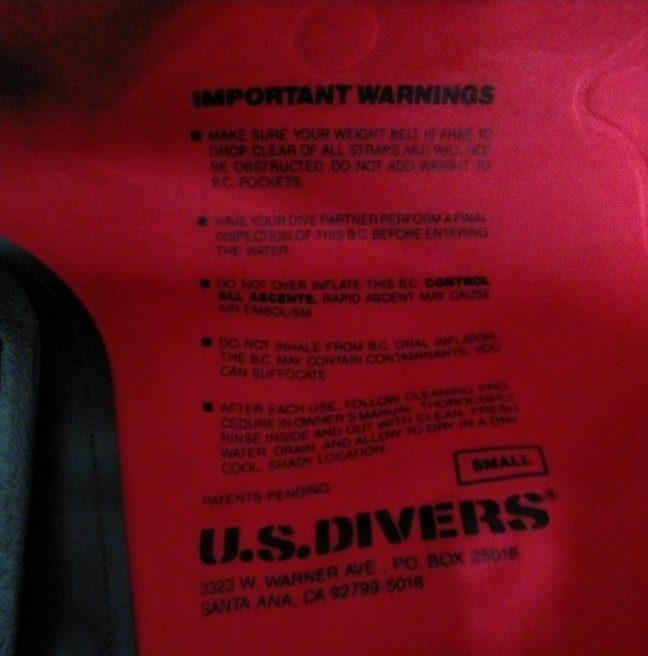 IMPORTANT WARNINGS
■ MAKE SURE YOUR WEIGHT BELT IS FREE TO
DROP CLEAR OF ALL STRAPS AND WILL NOT
BE OBSTRUCTED. DO NOT ADD WEIGHT TO
B.C. POCKETS.
■ HAVE YOUR DIVE PARTNER PERFORM A FINAL
INSPECTION OF THIS B.C. BEFORE ENTERING
THE WATER.
■ DO NOT OVER INFLATE THIS B.C. CONTROL
ALL ASCENTS. RAPID ASCENT MAY CAUSE
AIR EMBOLISM.
■ DO NOT INHALE FROM B.C. ORAL INFLATOR.
THE B.C. MAY CONTAIN CONTAMINANTS. YOU
CAN SUFFOCATE.
■ AFTER EACH USE, FOLLOW CLEANING PRO-
CEDURE IN OWNER'S MANUAL. THOROUGHLY
RINSE INSIDE AND OUT WITH CLEAN, FRESH
WATER, DRAIN, AND ALLOW TO DRY IN A DRY,
COOL, SHADY LOCATION.
SMALL
PATENTS PENDING
U.S.DIVERS®
3323 W. WARNER AVE., P.O. BOX 25018
SANTA ANA, CA 92799-5018